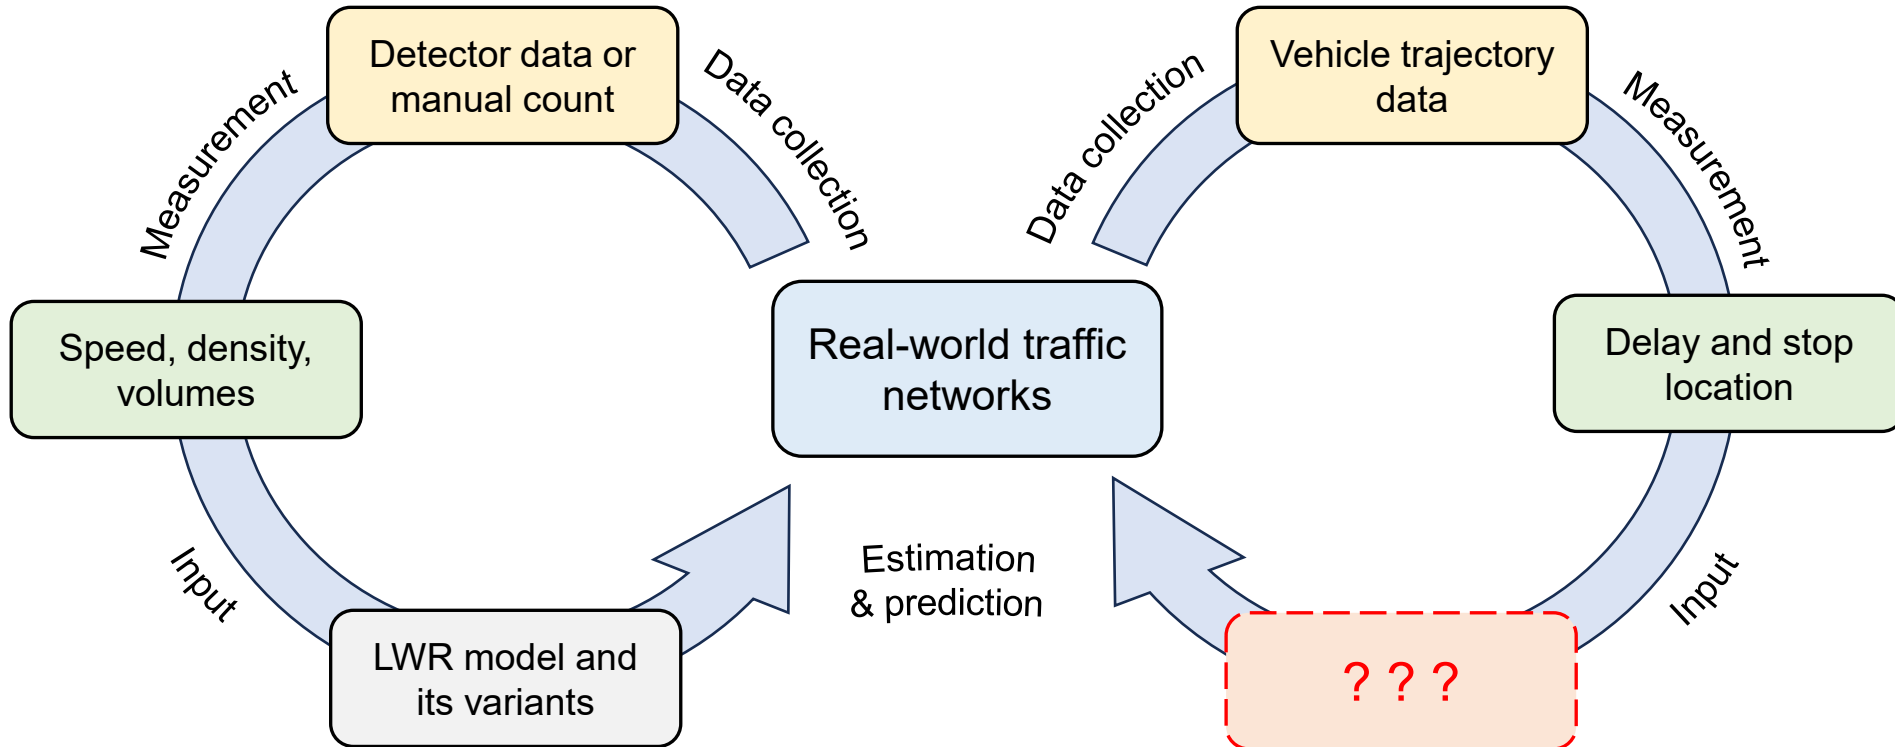 Detector data or
manual count
Data collection
Measurement
Speed, density,
volumes
Input
LWR model and
its variants
Real-world traffic
networks
Estimation
& prediction
Vehicle trajectory
data
Data collection
Measurement
Delay and stop
location
Input
? ? ?